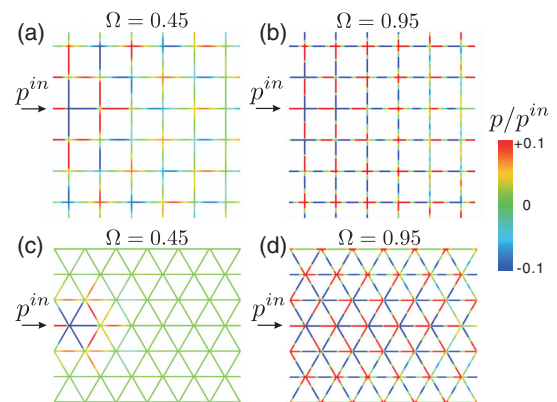 (a) Ω = 0.45
(b) Ω = 0.95
p^{in}
p^{in}
p/p^{in}
+0.1
0
-0.1
(c) Ω = 0.45
(d) Ω = 0.95
p^{in}
p^{in}